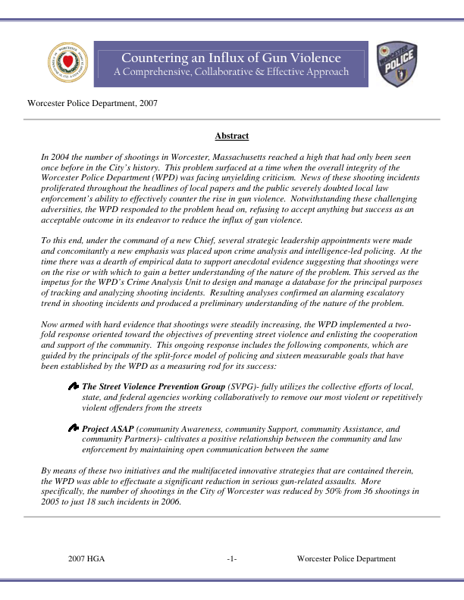 Countering an Influx of Gun Violence
A Comprehensive, Collaborative & Effective Approach
POLICE
Worcester Police Department, 2007
Abstract
In 2004 the number of shootings in Worcester, Massachusetts reached a high that had only been seen
once before in the City's history. This problem surfaced at a time when the overall integrity of the
Worcester Police Department (WPD) was facing unyielding criticism. News of these shooting incidents
proliferated throughout the headlines of local papers and the public severely doubted local law
enforcement's ability to effectively counter the rise in gun violence. Notwithstanding these challenging
adversities, the WPD responded to the problem head on, refusing to accept anything but success as an
acceptable outcome in its endeavor to reduce the influx of gun violence.
To this end, under the command of a new Chief, several strategic leadership appointments were made
and concomitantly a new emphasis was placed upon crime analysis and intelligence-led policing. At the
time there was a dearth of empirical data to support anecdotal evidence suggesting that shootings were
on the rise or with which to gain a better understanding of the nature of the problem. This served as the
impetus for the WPD's Crime Analysis Unit to design and manage a database for the principal purposes
of tracking and analyzing shooting incidents. Resulting analyses confirmed an alarming escalatory
trend in shooting incidents and produced a preliminary understanding of the nature of the problem.
Now armed with hard evidence that shootings were steadily increasing, the WPD implemented a two-
fold response oriented toward the objectives of preventing street violence and enlisting the cooperation
and support of the community. This ongoing response includes the following components, which are
guided by the principals of the split-force model of policing and sixteen measurable goals that have
been established by the WPD as a measuring rod for its success:
The Street Violence Prevention Group (SVPG)- fully utilizes the collective efforts of local,
state, and federal agencies working collaboratively to remove our most violent or repetitively
violent offenders from the streets
Project ASAP (community Awareness, community Support, community Assistance, and
community Partners)- cultivates a positive relationship between the community and law
enforcement by maintaining open communication between the same
By means of these two initiatives and the multifaceted innovative strategies that are contained therein,
the WPD was able to effectuate a significant reduction in serious gun-related assaults. More
specifically, the number of shootings in the City of Worcester was reduced by 50% from 36 shootings in
2005 to just 18 such incidents in 2006.
2007 HGA
-1-
Worcester Police Department